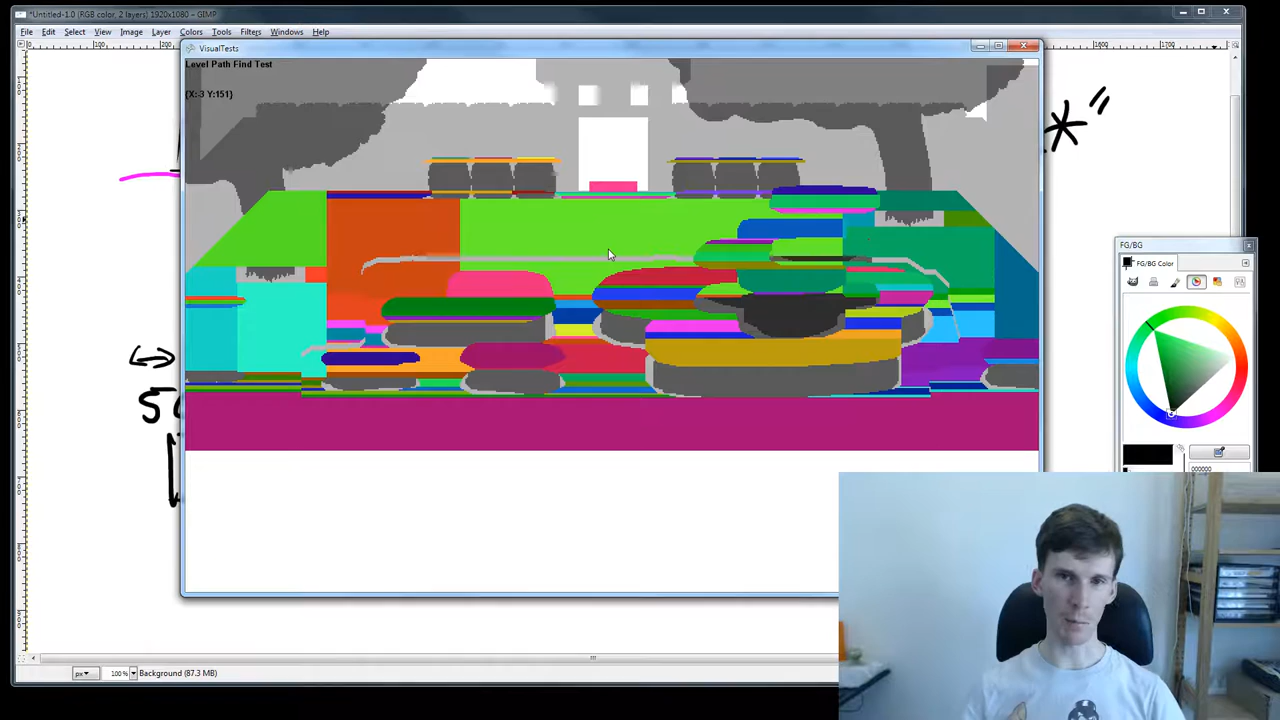 *Untitled-1.0 (RGB color, 2 layers) 1920x1080 – GIMP
File Edit Select View Image Layer Colors Tools Filters Windows Help
VisualTests
Level Path Find Test
{X:-3 Y:151}
*"
FG/BG
FG/BG Color
000000
px 100% Background (87.3 MB)